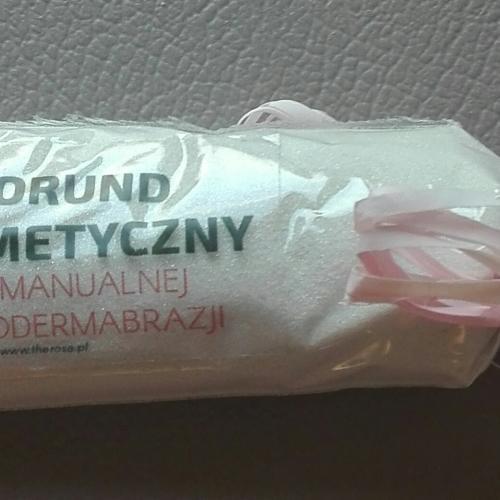 ORUND
METYCZNY
MANUALNEJ
ODERMABRAZJI
www.therosa.pl